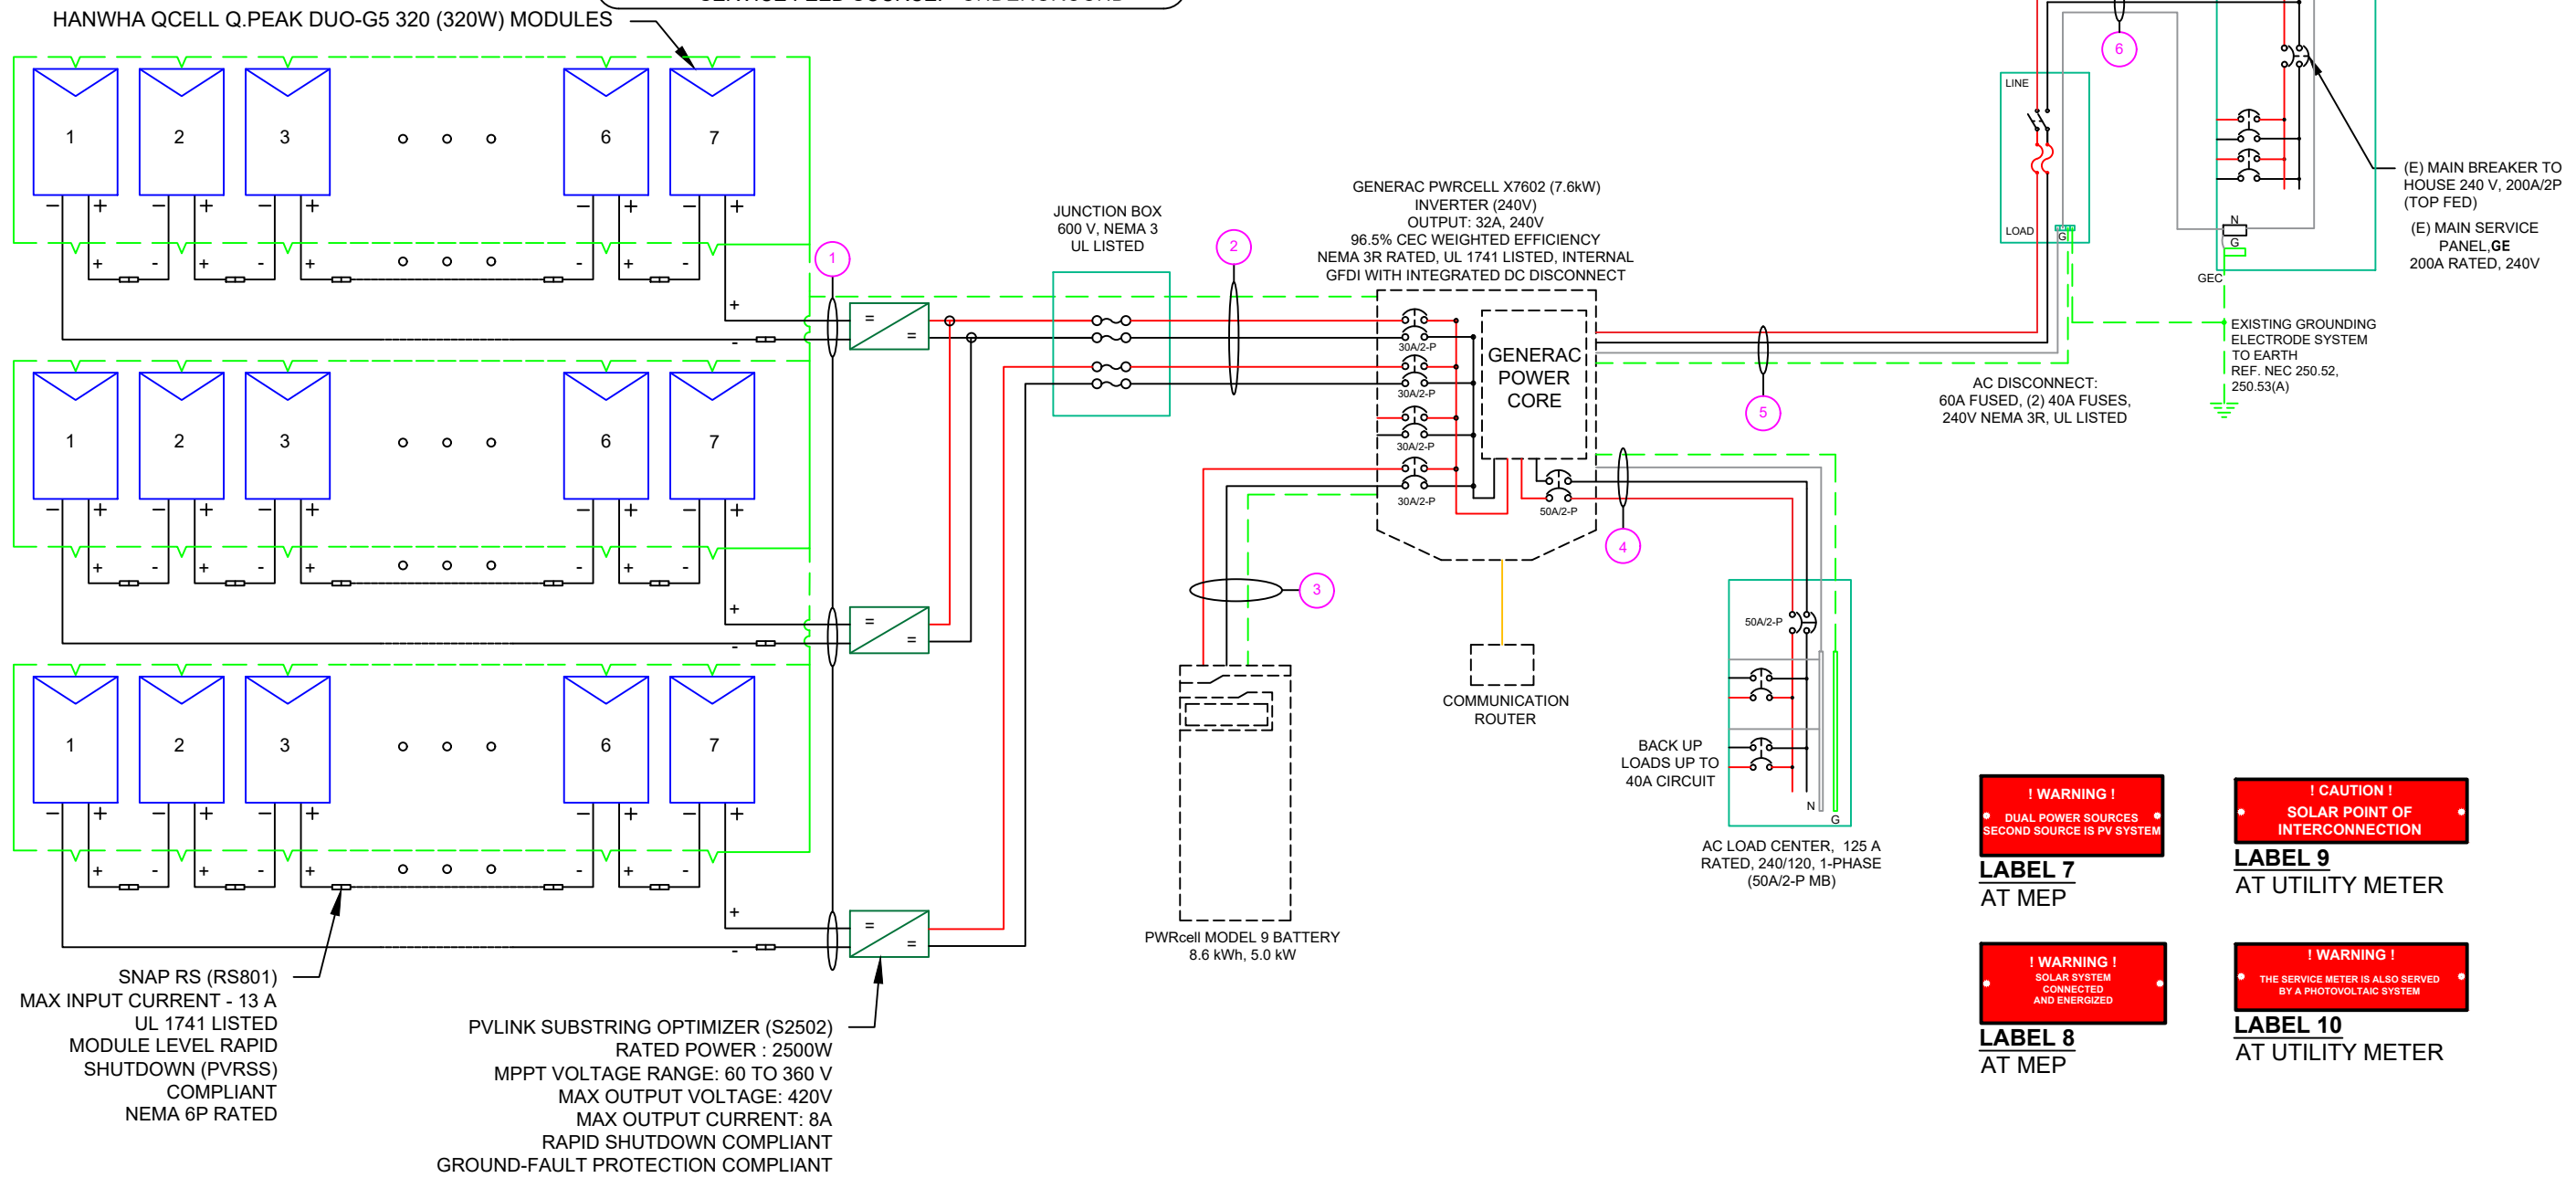 SERVICE FEED SOURCE: UNDERGROUND
HANWHA QCELL Q.PEAK DUO-G5 320 (320W) MODULES
1 2 3 6 7
− + − + − + − + − +
+ - + - + - + -
+
-
1 2 3 6 7
− + − + − + − + − +
+ - + - + - + -
+
-
1 2 3 6 7
− + − + − + − + − +
+ - + - + - + -
+
-
1
= =
= =
= =
SNAP RS (RS801)
MAX INPUT CURRENT - 13 A
UL 1741 LISTED
MODULE LEVEL RAPID
SHUTDOWN (PVRSS)
COMPLIANT
NEMA 6P RATED
PVLINK SUBSTRING OPTIMIZER (S2502)
RATED POWER : 2500W
MPPT VOLTAGE RANGE: 60 TO 360 V
MAX OUTPUT VOLTAGE: 420V
MAX OUTPUT CURRENT: 8A
RAPID SHUTDOWN COMPLIANT
GROUND-FAULT PROTECTION COMPLIANT
JUNCTION BOX
600 V, NEMA 3
UL LISTED
2
GENERAC PWRCELL X7602 (7.6kW)
INVERTER (240V)
OUTPUT: 32A, 240V
96.5% CEC WEIGHTED EFFICIENCY
NEMA 3R RATED, UL 1741 LISTED, INTERNAL
GFDI WITH INTEGRATED DC DISCONNECT
30A/2-P
30A/2-P
30A/2-P
30A/2-P
GENERAC
POWER
CORE
50A/2-P
3
4
5
6
PWRcell MODEL 9 BATTERY
8.6 kWh, 5.0 kW
COMMUNICATION
ROUTER
50A/2-P
BACK UP
LOADS UP TO
40A CIRCUIT
N
G
AC LOAD CENTER, 125 A
RATED, 240/120, 1-PHASE
(50A/2-P MB)
LINE
LOAD
G
AC DISCONNECT:
60A FUSED, (2) 40A FUSES,
240V NEMA 3R, UL LISTED
N
G
GEC
(E) MAIN BREAKER TO
HOUSE 240 V, 200A/2P
(TOP FED)
(E) MAIN SERVICE
PANEL,GE
200A RATED, 240V
EXISTING GROUNDING
ELECTRODE SYSTEM
TO EARTH
REF. NEC 250.52,
250.53(A)
! WARNING !
DUAL POWER SOURCES
SECOND SOURCE IS PV SYSTEM
LABEL 7
AT MEP
! CAUTION !
SOLAR POINT OF
INTERCONNECTION
LABEL 9
AT UTILITY METER
! WARNING !
SOLAR SYSTEM
CONNECTED
AND ENERGIZED
LABEL 8
AT MEP
! WARNING !
THE SERVICE METER IS ALSO SERVED
BY A PHOTOVOLTAIC SYSTEM
LABEL 10
AT UTILITY METER